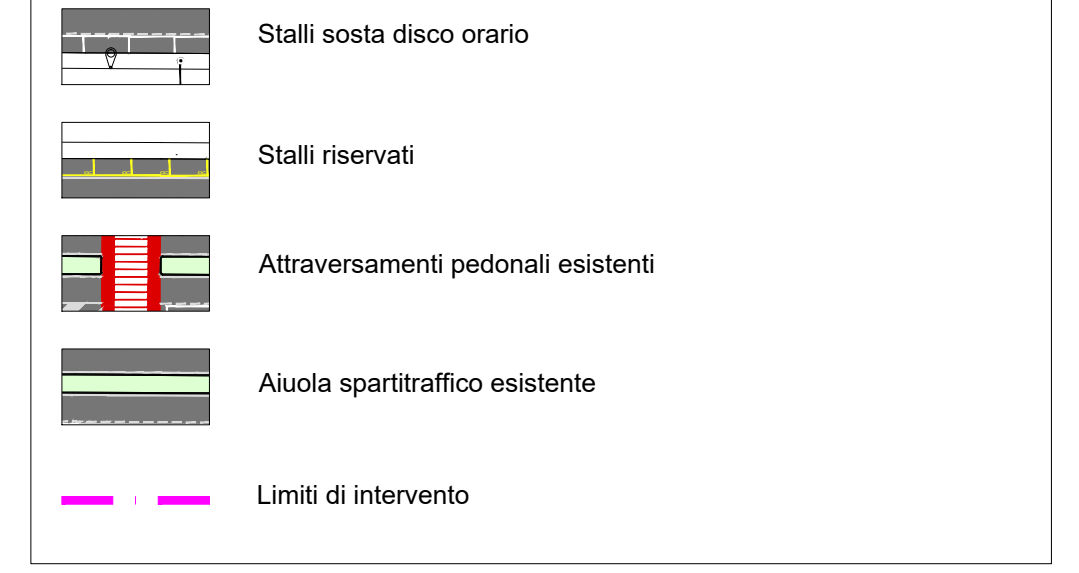 Stalli sosta disco orario
Stalli riservati
Attraversamenti pedonali esistenti
Aiuola spartitraffico esistente
Limiti di intervento